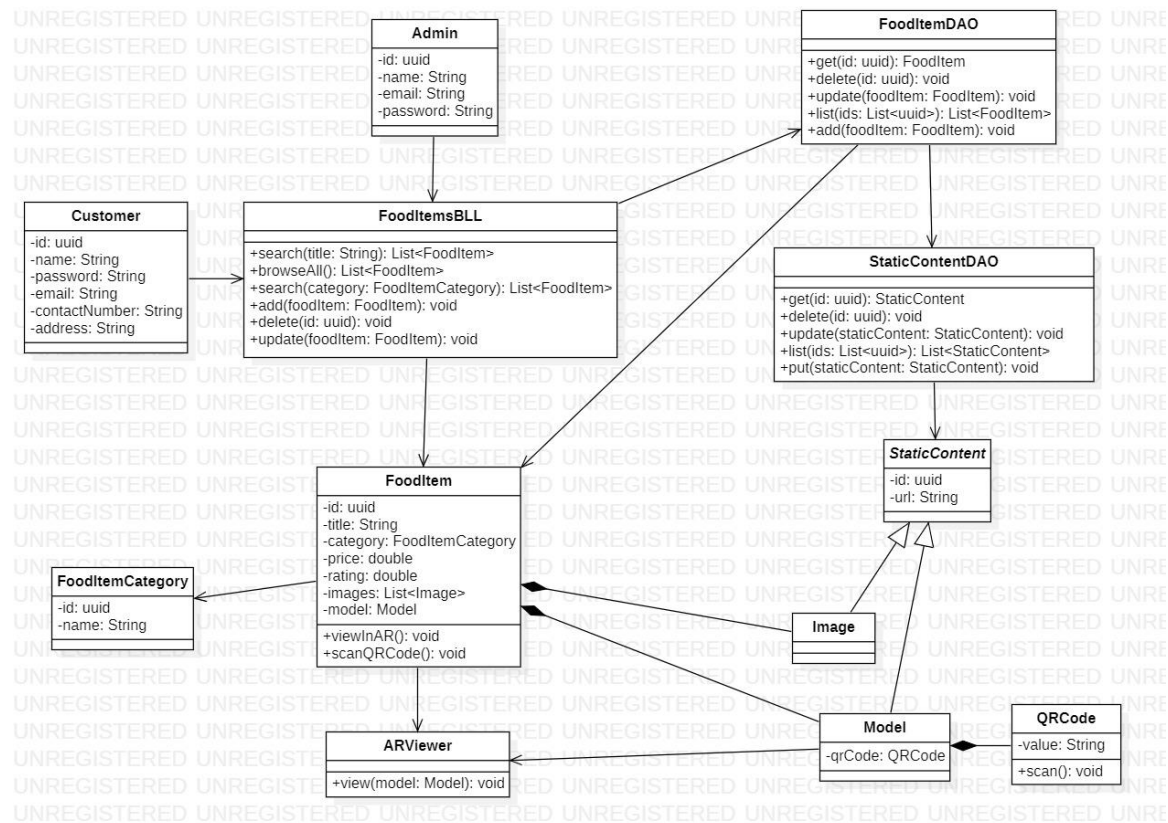 Admin
-id: uuid
-name: String
-email: String
-password: String
FoodItemDAO
+get(id: uuid): FoodItem
+delete(id: uuid): void
+update(foodItem: FoodItem): void
+list(ids: List<uuid>): List<FoodItem>
+add(foodItem: FoodItem): void
Customer
-id: uuid
-name: String
-password: String
-email: String
-contactNumber: String
-address: String
FoodItemsBLL
+search(title: String): List<FoodItem>
+browseAll(): List<FoodItem>
+search(category: FoodItemCategory): List<FoodItem>
+add(foodItem: FoodItem): void
+delete(id: uuid): void
+update(foodItem: FoodItem): void
StaticContentDAO
+get(id: uuid): StaticContent
+delete(id: uuid): void
+update(staticContent: StaticContent): void
+list(ids: List<uuid>): List<StaticContent>
+put(staticContent: StaticContent): void
StaticContent
-id: uuid
-url: String
FoodItem
-id: uuid
-title: String
-category: FoodItemCategory
-price: double
-rating: double
-images: List<Image>
-model: Model
+viewInAR(): void
+scanQRCode(): void
FoodItemCategory
-id: uuid
-name: String
Image
ARViewer
+view(model: Model): void
Model
-qrCode: QRCode
QRCode
-value: String
+scan(): void
UNREGISTERED